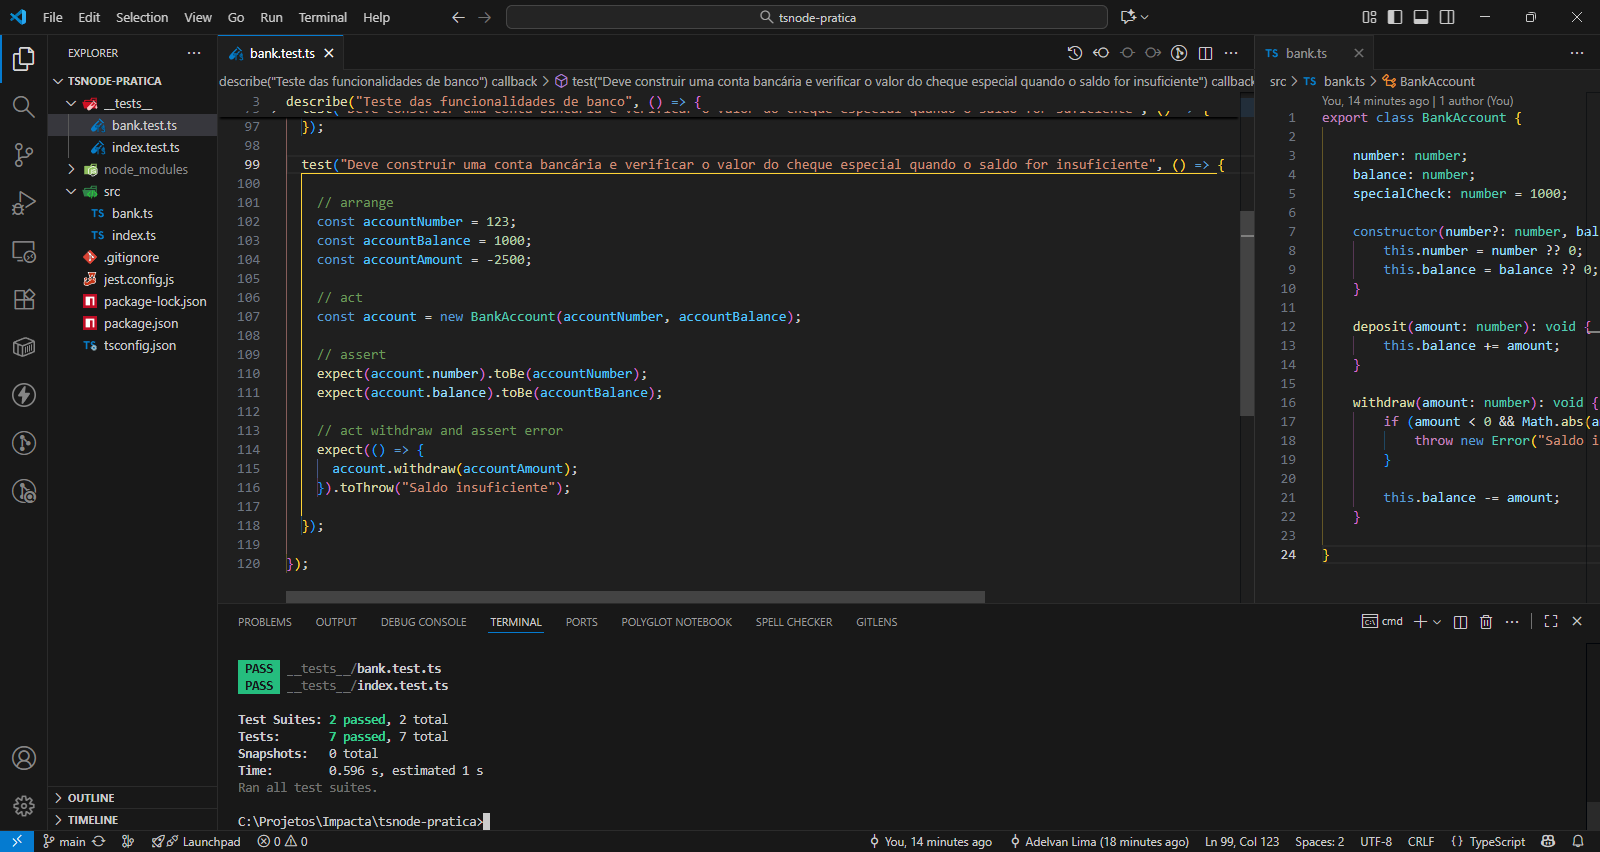 File Edit Selection View Go Run Terminal Help
tsnode-pratica
EXPLORER
TSNODE-PRATICA
__tests__
bank.test.ts
index.test.ts
node_modules
src
TS bank.ts
TS index.ts
.gitignore
jest.config.js
package-lock.json
package.json
TS tsconfig.json
OUTLINE
TIMELINE
bank.test.ts
describe("Teste das funcionalidades de banco") callback > test("Deve construir uma conta bancária e verificar o valor do cheque especial quando o saldo for insuficiente") callback
3 describe("Teste das funcionalidades de banco", () => {
97 });
98
99 test("Deve construir uma conta bancária e verificar o valor do cheque especial quando o saldo for insuficiente", () => {
100
101 // arrange
102 const accountNumber = 123;
103 const accountBalance = 1000;
104 const accountAmount = -2500;
105
106 // act
107 const account = new BankAccount(accountNumber, accountBalance);
108
109 // assert
110 expect(account.number).toBe(accountNumber);
111 expect(account.balance).toBe(accountBalance);
112
113 // act withdraw and assert error
114 expect(() => {
115 account.withdraw(accountAmount);
116 }).toThrow("Saldo insuficiente");
117
118 });
119
120 });
TS bank.ts
src > TS bank.ts > BankAccount
You, 14 minutes ago | 1 author (You)
1 export class BankAccount {
2
3 number: number;
4 balance: number;
5 specialCheck: number = 1000;
6
7 constructor(number?: number, bal
8 this.number = number ?? 0;
9 this.balance = balance ?? 0;
10 }
11
12 deposit(amount: number): void {
13 this.balance += amount;
14 }
15
16 withdraw(amount: number): void {
17 if (amount < 0 && Math.abs(a
18 throw new Error("Saldo i
19 }
20
21 this.balance -= amount;
22 }
23
24 }
PROBLEMS OUTPUT DEBUG CONSOLE TERMINAL PORTS POLYGLOT NOTEBOOK SPELL CHECKER GITLENS
cmd
PASS __tests__/bank.test.ts
PASS __tests__/index.test.ts
Test Suites: 2 passed, 2 total
Tests: 7 passed, 7 total
Snapshots: 0 total
Time: 0.596 s, estimated 1 s
Ran all test suites.
C:\Projetos\Impacta\tsnode-pratica>
main Launchpad 0 0 You, 14 minutes ago Adelvan Lima (18 minutes ago) Ln 99, Col 123 Spaces: 2 UTF-8 CRLF {} TypeScript